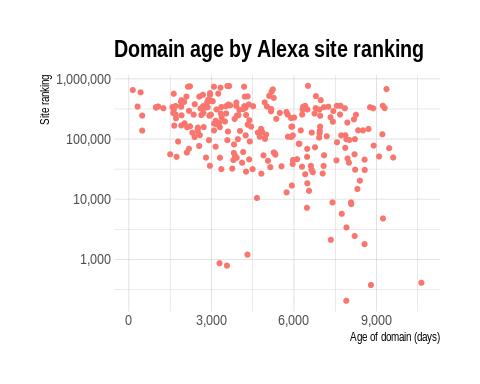 Domain age by Alexa site ranking
Site ranking
1,000,000
100,000
10,000
1,000
0 3,000 6,000 9,000
Age of domain (days)